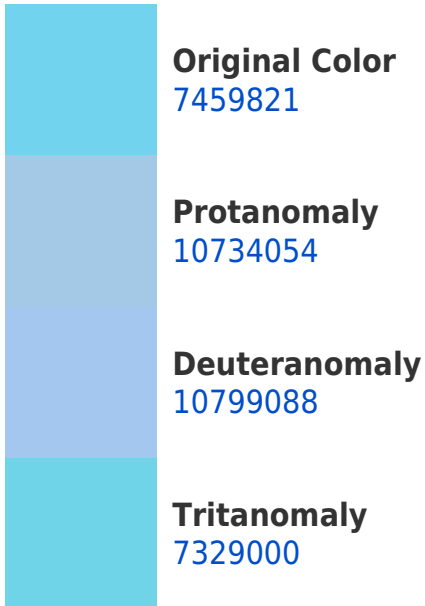 Original Color
7459821
Protanomaly
10734054
Deuteranomaly
10799088
Tritanomaly
7329000